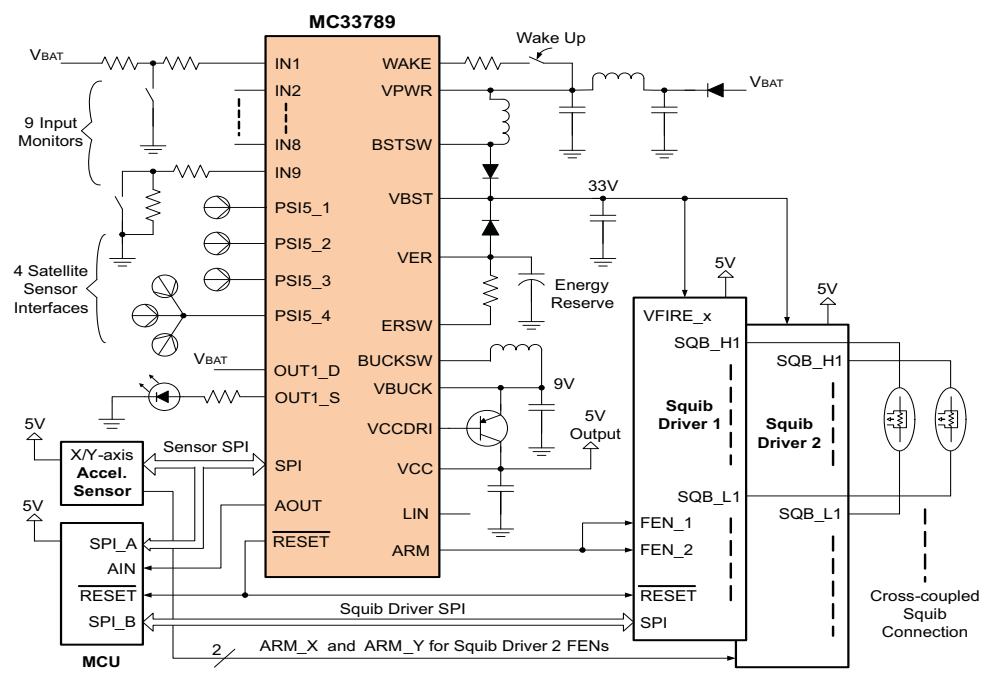 MC33789
VBAT
9 Input
Monitors
4 Satellite
Sensor
Interfaces
VBAT
IN1
IN2
IN8
IN9
PSI5_1
PSI5_2
PSI5_3
PSI5_4
OUT1_D
OUT1_S
SPI
AOUT
RESET
WAKE
VPWR
BSTSW
VBST
VER
ERSW
BUCKSW
VBUCK
VCCDRI
VCC
LIN
ARM
Wake Up
VBAT
33V
Energy
Reserve
9V
5V
Output
5V
X/Y-axis
Accel.
Sensor
Sensor SPI
5V
SPI_A
AIN
RESET
SPI_B
MCU
Squib Driver SPI
2
ARM_X and ARM_Y for Squib Driver 2 FENs
5V
VFIRE_x
SQB_H1
Squib
Driver 1
SQB_L1
FEN_1
FEN_2
RESET
SPI
5V
SQB_H1
Squib
Driver 2
SQB_L1
Cross-coupled
Squib
Connection